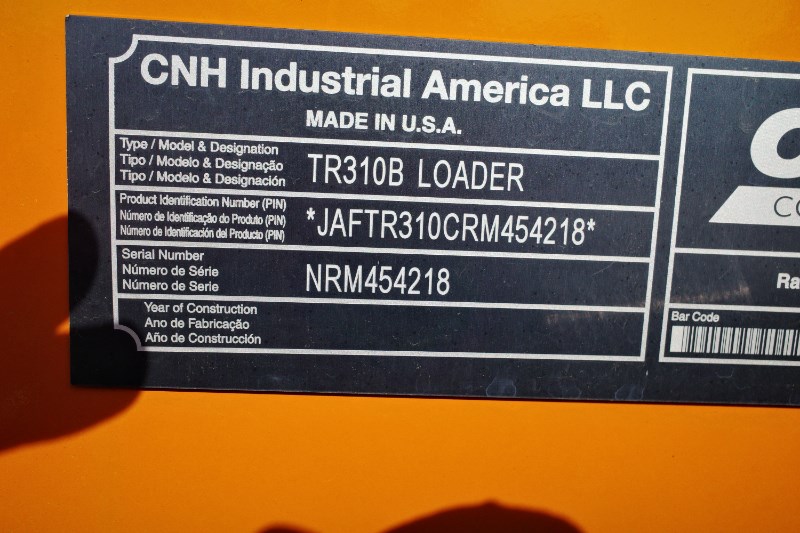 CNH Industrial America LLC
MADE IN U.S.A.
Type / Model & Designation
Tipo / Modelo & Designação
Tipo / Modelo & Designación
TR310B LOADER
Product Identification Number (PIN)
Número de Identificação do Produto (PIN)
Número de Identificación del Producto (PIN)
*JAFTR310CRM454218*
Serial Number
Número de Série
Número de Serie
NRM454218
Year of Construction
Ano de Fabricação
Año de Construcción
Bar Code